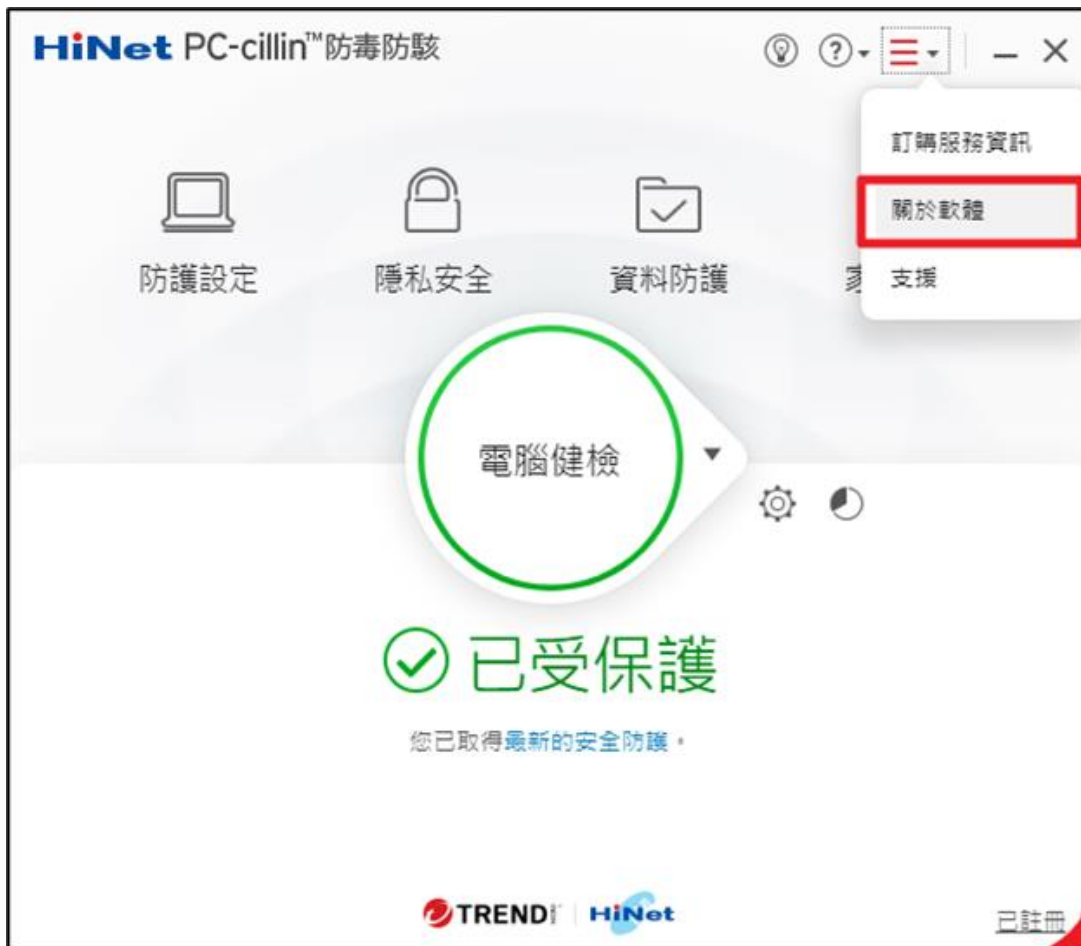 HiNet PC-cillin™防毒防駭
訂購服務資訊
關於軟體
支援
防護設定
隱私安全
資料防護
家
電腦健檢
已受保護
您已取得最新的安全防護。
TREND
HiNet
已註冊